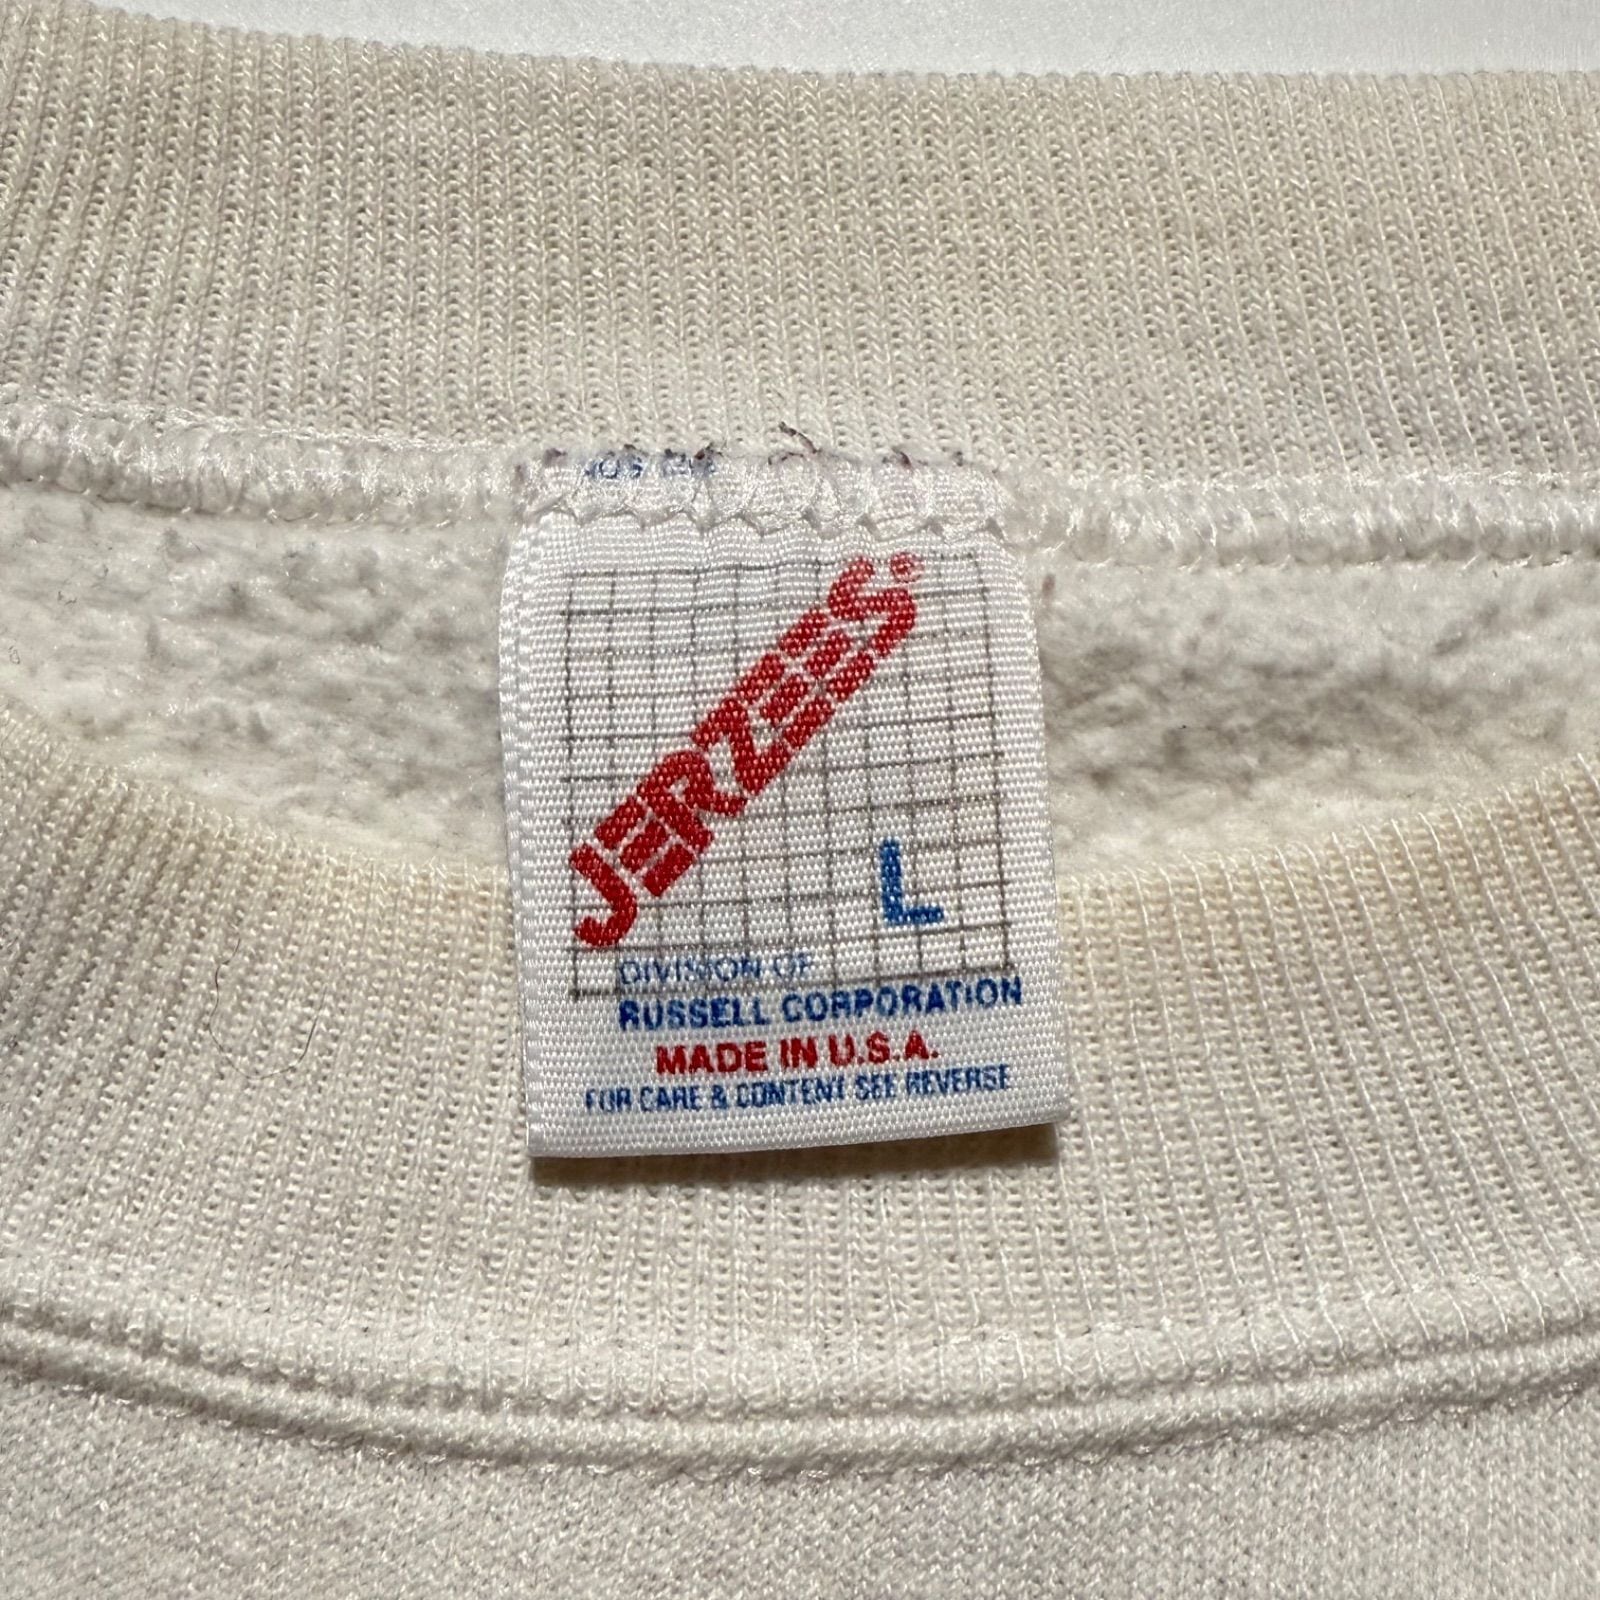 JERZEES
L
DIVISION OF
RUSSELL CORPORATION
MADE IN U.S.A.
FOR CARE & CONTENT SEE REVERSE